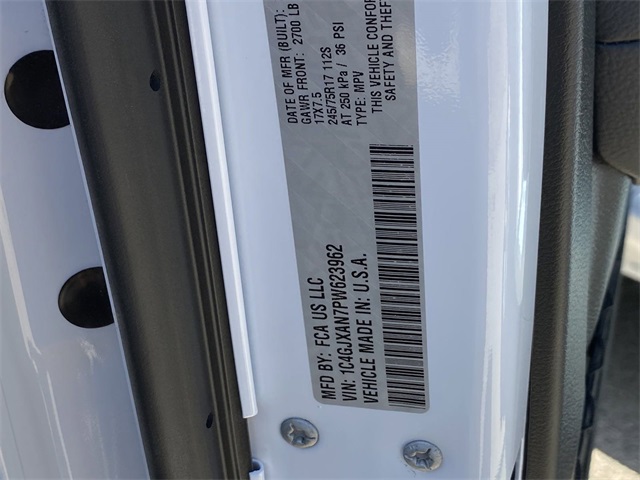 MFD BY: FCA US LLC
DATE OF MFR (BUILT):
GAWR FRONT: 2700 LB
17X7.5
245/75R17 112S
AT 250 kPa / 36 PSI
TYPE: MPV
VIN: 1C4GJXAN7PW623962
THIS VEHICLE CONFOR
SAFETY AND THEF
VEHICLE MADE IN: U.S.A.